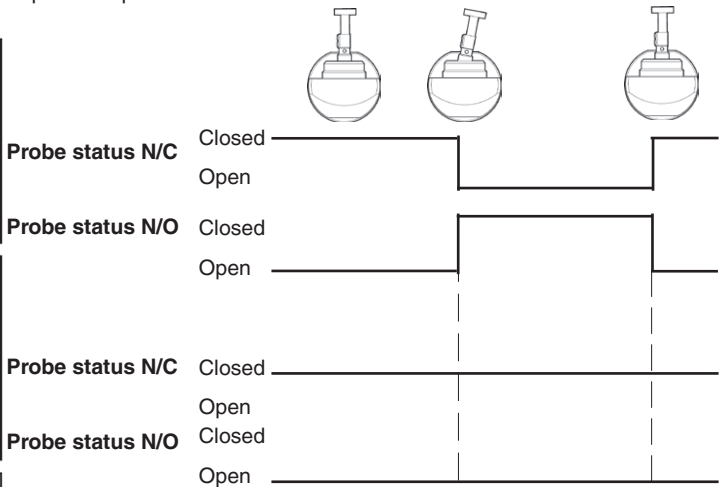 Closed
Probe status N/C
Open
Probe status N/O Closed
Open
Probe status N/C Closed
Open
Probe status N/O Closed
Open